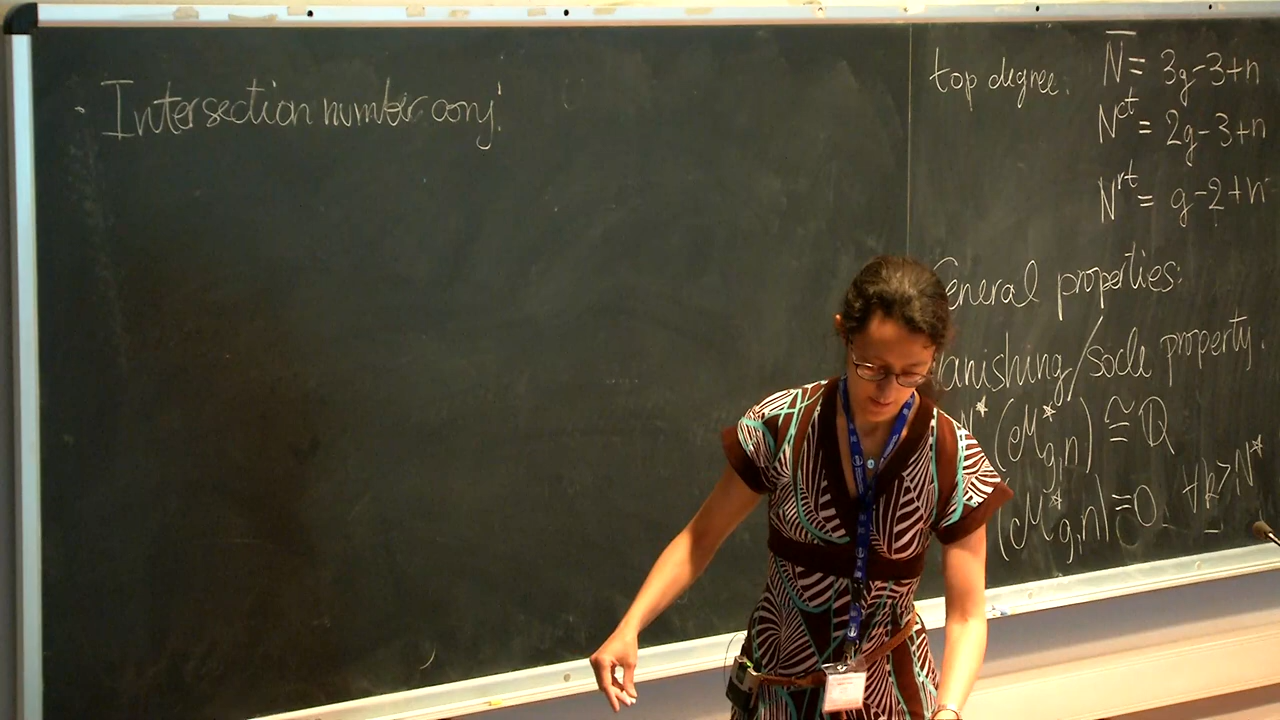 Intersection number conj!
top degree: N̅ = 3g-3+n
N^ct = 2g-3+n
N^rt = g-2+n
General properties:
vanishing/socle property.
N^* (M^*_{g,n}) ≅ Q
(M^*_{g,n}) = 0 ∀k > N^*